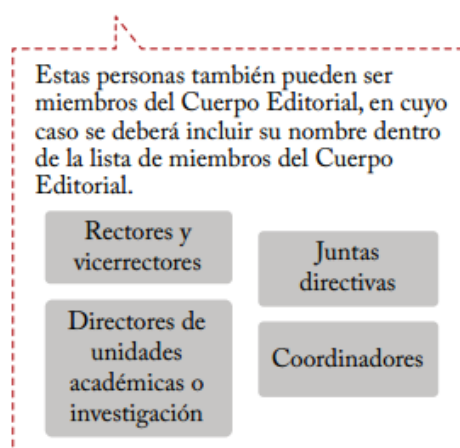 Estas personas también pueden ser
miembros del Cuerpo Editorial, en cuyo
caso se deberá incluir su nombre dentro
de la lista de miembros del Cuerpo
Editorial.
Rectores y
vicerrectores
Juntas
directivas
Directores de
unidades
académicas o
investigación
Coordinadores